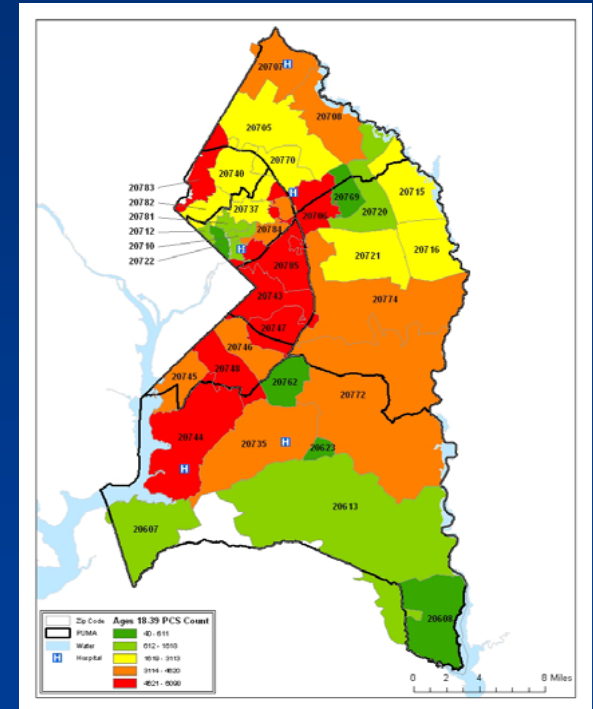 20707
H
20708
20705
20770
20740
20783
20782
20781
20712
20710
20722
20737
H
20706
20769
20720
20715
20784
H
20785
20721
20716
20743
20774
20747
20746
20745
20748
20762
20772
20744
20735
H
20623
H
20613
20607
20608
Zip Code
PUMA
Water
H
Hospital
Ages 18-39 PCS Count
40 - 611
612 - 1618
1619 - 3113
3114 - 4620
4621 - 6090
0 2 4 8 Miles